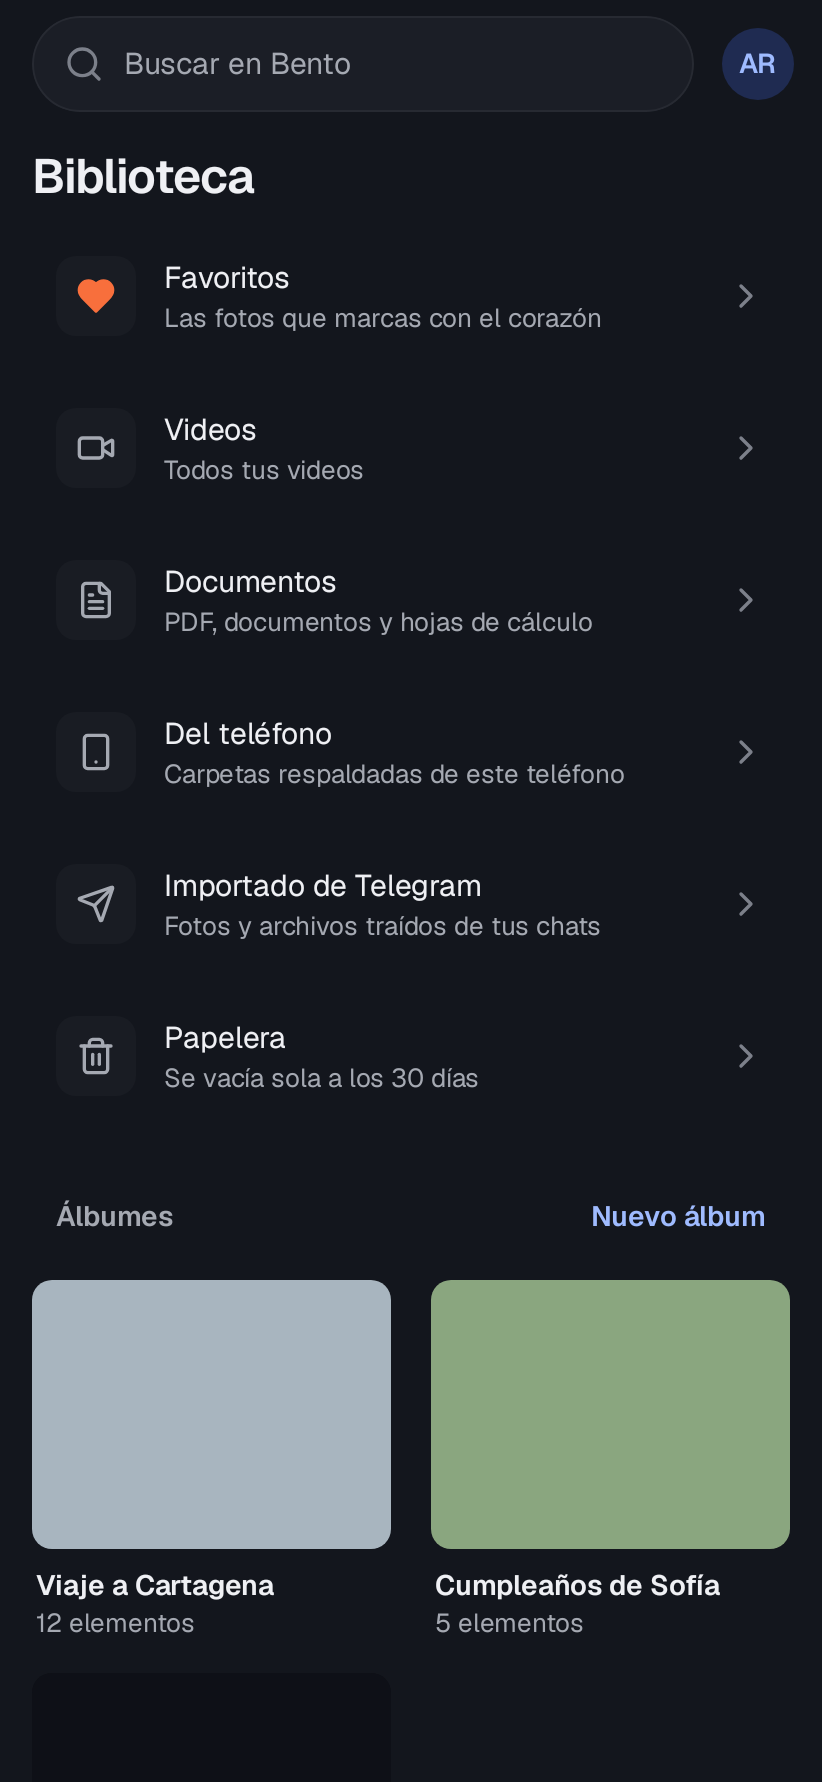 Buscar en Bento
AR
Biblioteca
Favoritos
Las fotos que marcas con el corazón
Videos
Todos tus videos
Documentos
PDF, documentos y hojas de cálculo
Del teléfono
Carpetas respaldadas de este teléfono
Importado de Telegram
Fotos y archivos traídos de tus chats
Papelera
Se vacía sola a los 30 días
Álbumes
Nuevo álbum
Viaje a Cartagena
12 elementos
Cumpleaños de Sofía
5 elementos